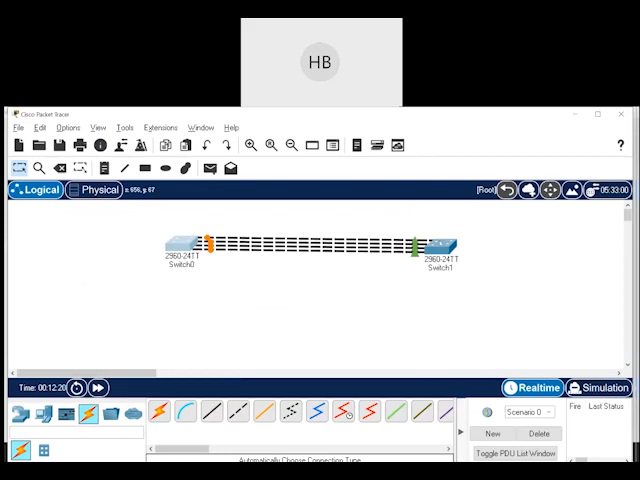 HB
Cisco Packet Tracer
File Edit Options View Tools Extensions Window Help
Logical Physical x: 656, y: 67 [Root] 05:33:00
2960-24TT
Switch0
2960-24TT
Switch1
Time: 00:12:20 Realtime Simulation
Scenario 0 Fire Last Status
New Delete
Toggle PDU List Window
Automatically Choose Connection Type